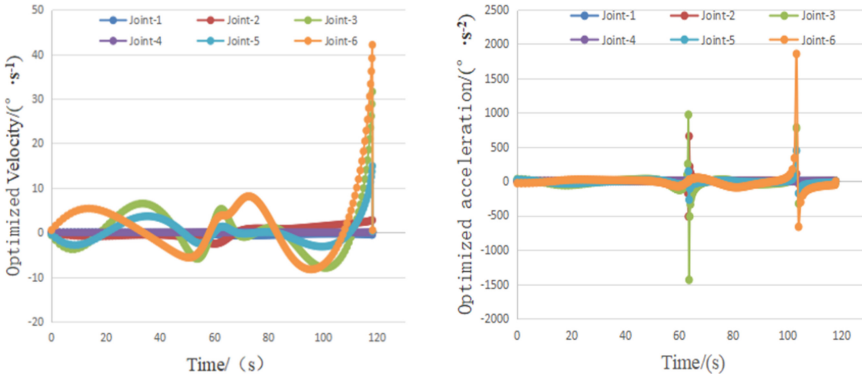 50
40
30
20
10
0
-10
-20
Optimized Velocity/(° ·s⁻¹)
Joint-1 Joint-2 Joint-3
Joint-4 Joint-5 Joint-6
0 20 40 60 80 100 120
Time/（s）
2500
2000
1500
1000
500
0
-500
-1000
-1500
-2000
Optimized acceleration/(° ·s⁻²)
Joint-1 Joint-2 Joint-3
Joint-4 Joint-5 Joint-6
0 20 40 60 80 100 120
Time/(s)